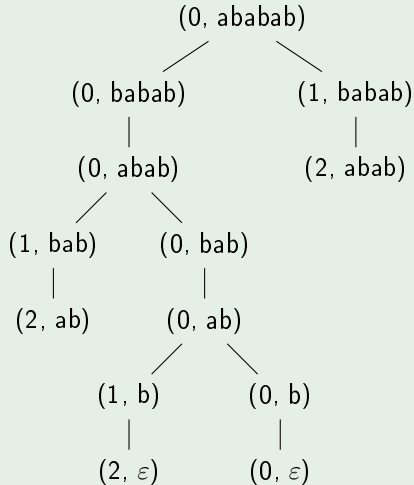 (0, ababab)
(0, babab) (1, babab)
(0, abab) (2, abab)
(1, bab) (0, bab)
(2, ab) (0, ab)
(1, b) (0, b)
(2, ε) (0, ε)